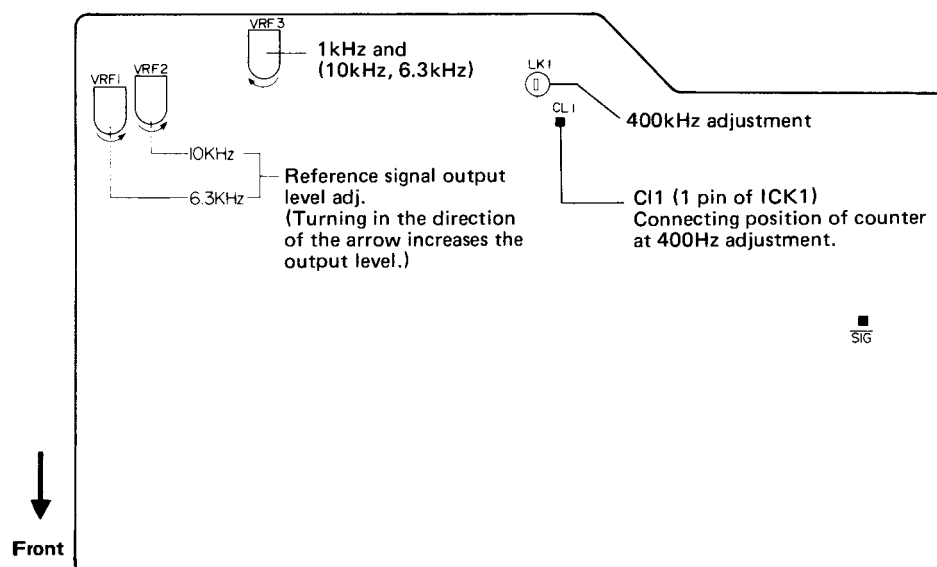 VRF3
1kHz and
(10kHz, 6.3kHz)
VRF1
VRF2
LK1
400kHz adjustment
CL1
10KHz
6.3KHz
Reference signal output
level adj.
(Turning in the direction
of the arrow increases the
output level.)
Cl1 (1 pin of ICK1)
Connecting position of counter
at 400Hz adjustment.
SIG
Front